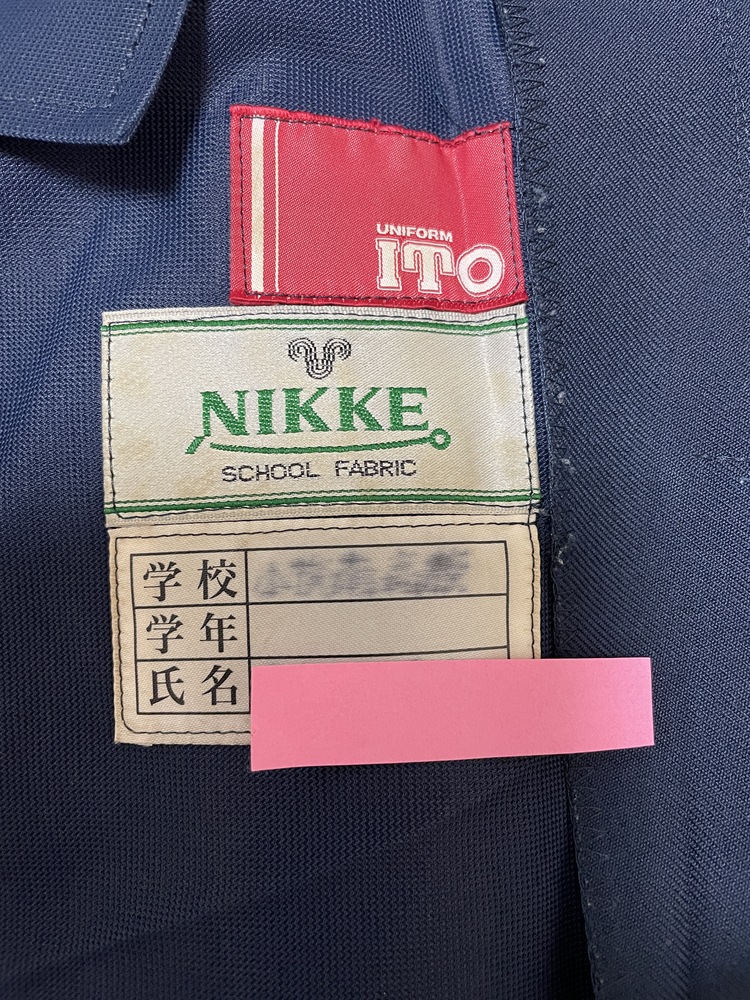 UNIFORM
ITO
NIKKE
SCHOOL FABRIC
学校
学年
氏名